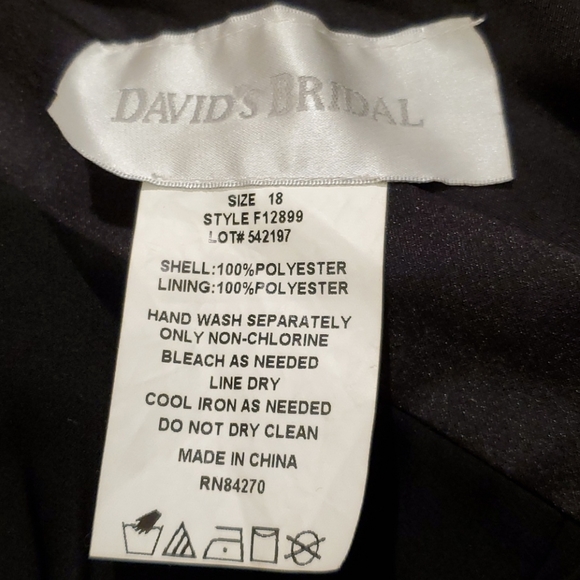 DAVID'S BRIDAL
SIZE 18
STYLE F12899
LOT# 542197
SHELL:100%POLYESTER
LINING:100%POLYESTER
HAND WASH SEPARATELY
ONLY NON-CHLORINE
BLEACH AS NEEDED
LINE DRY
COOL IRON AS NEEDED
DO NOT DRY CLEAN
MADE IN CHINA
RN84270